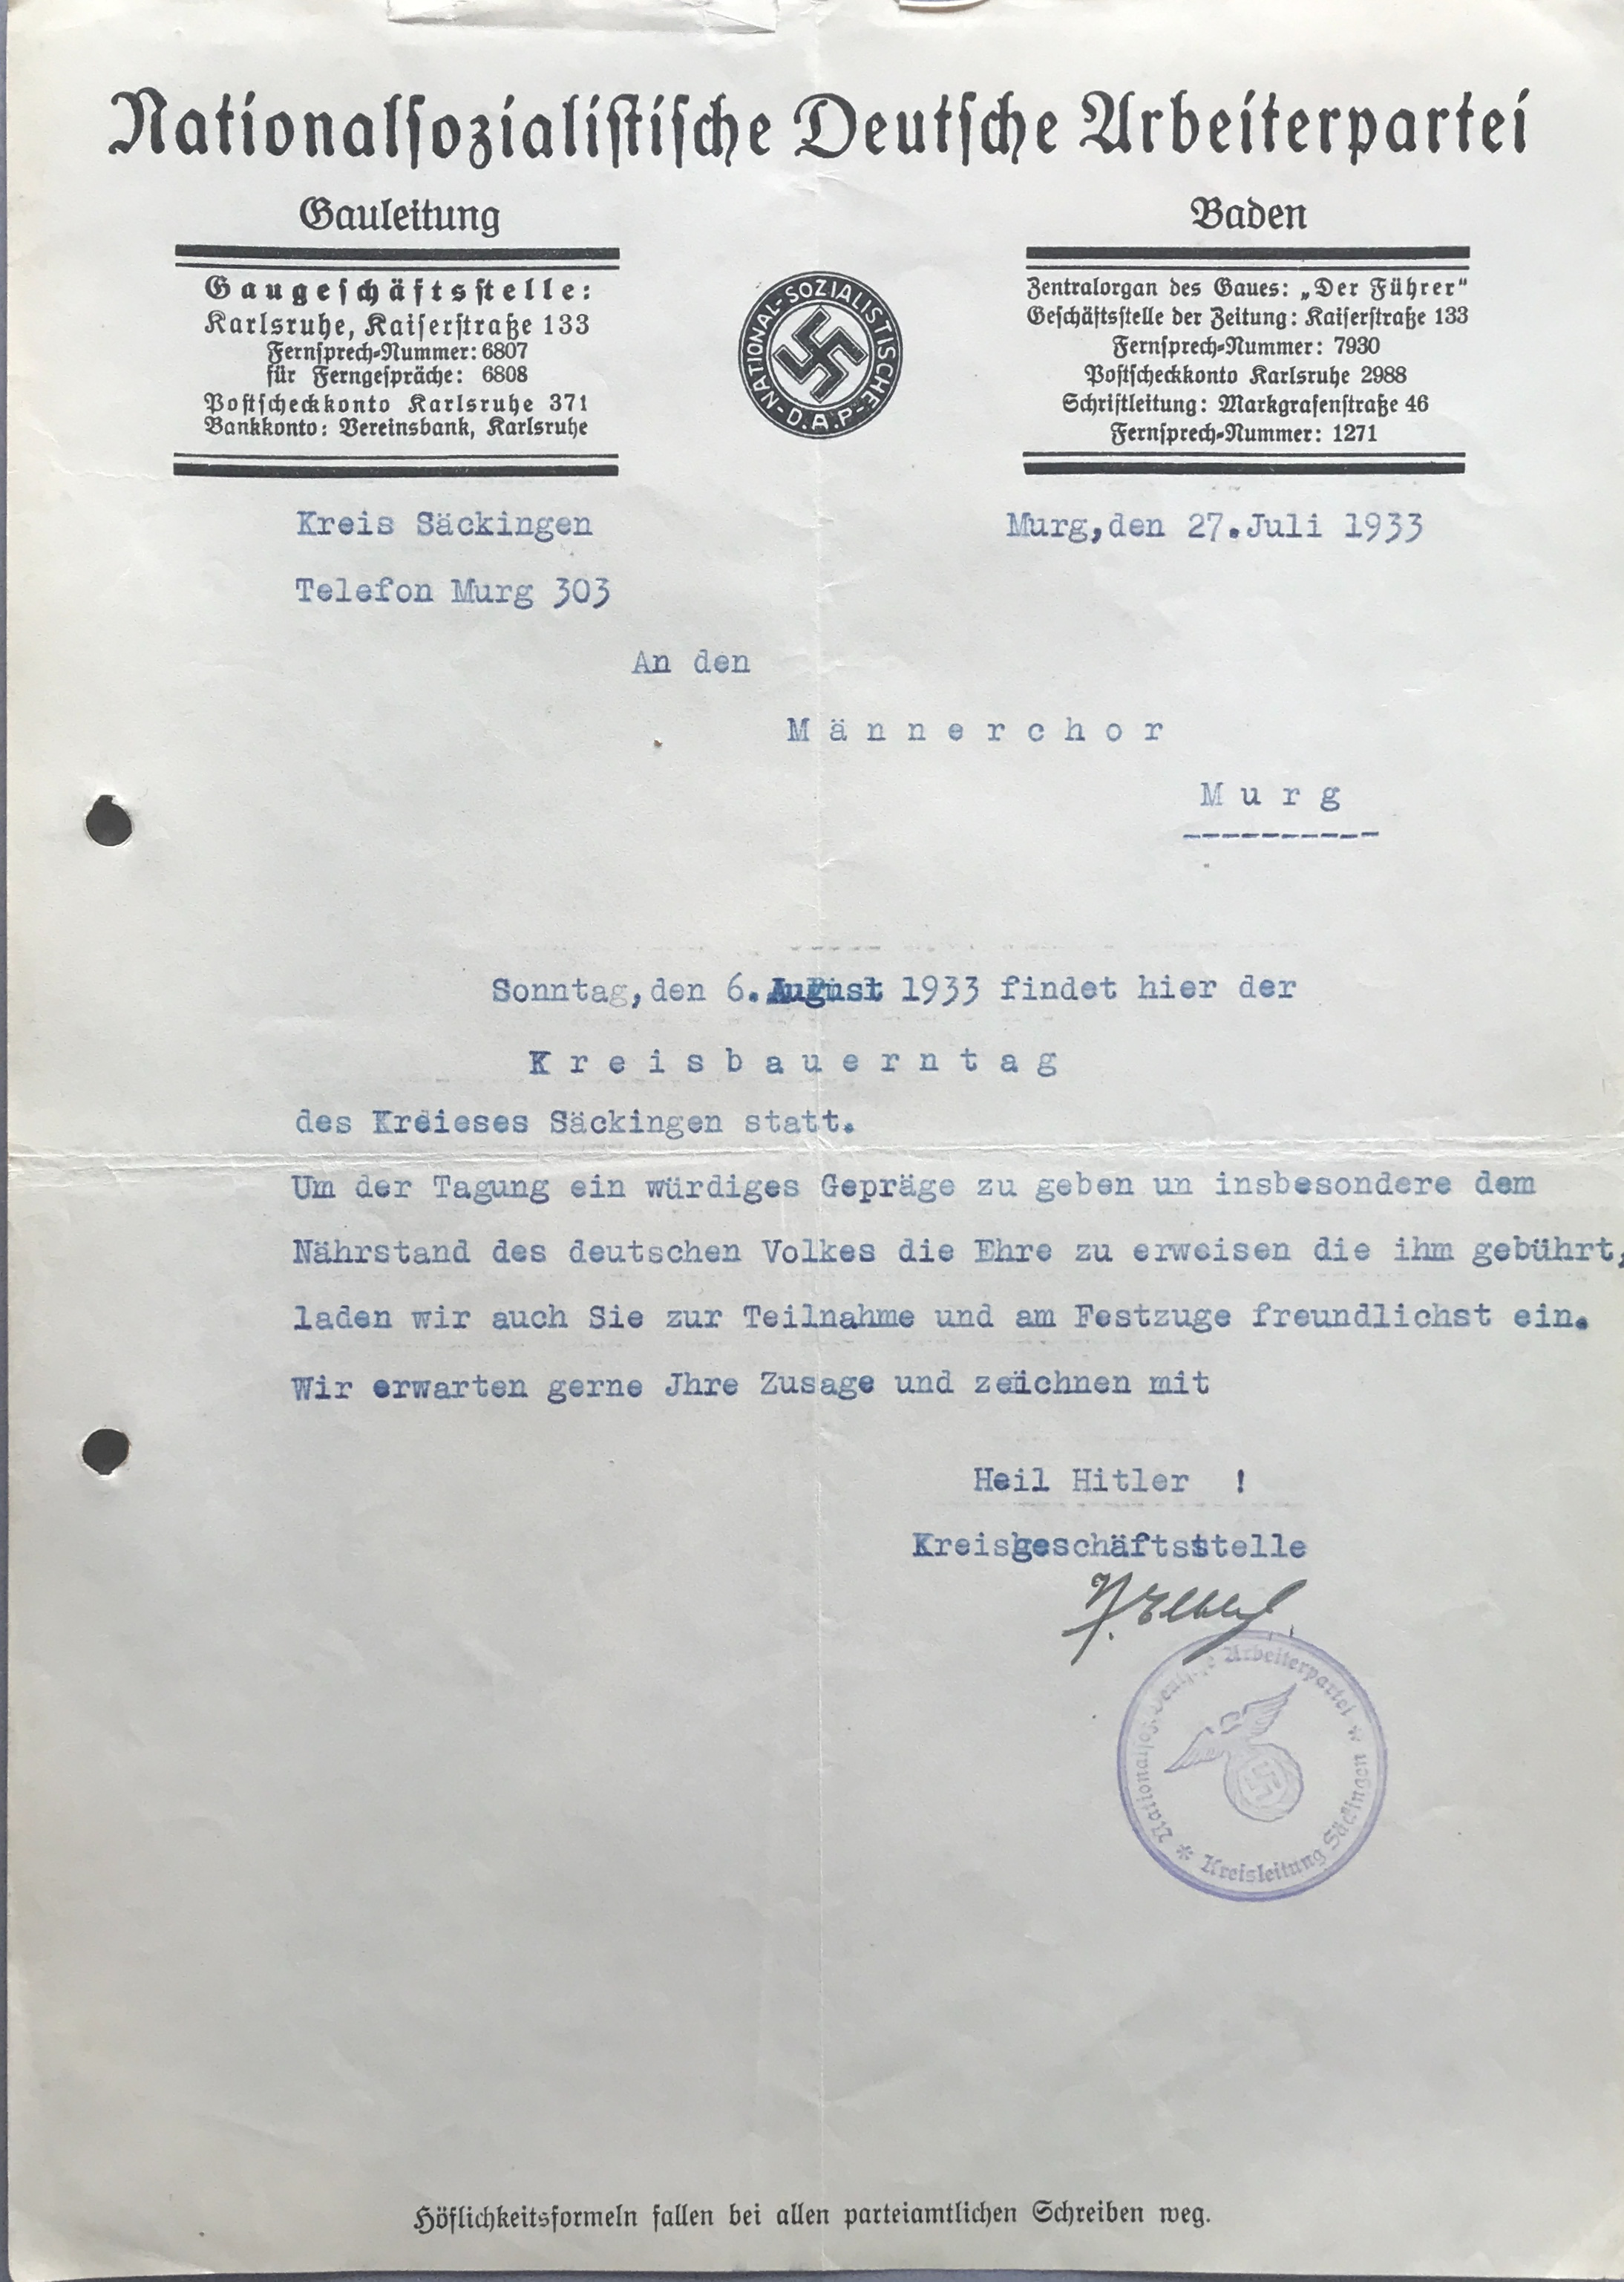 Nationalsozialistische Deutsche Arbeiterpartei
Gauleitung
Baden
Gaugeschäftsstelle:
Karlsruhe, Kaiserstraße 133
Fernsprech-Nummer: 6807
für Ferngespräche: 6808
Postscheckkonto Karlsruhe 371
Bankkonto: Vereinsbank, Karlsruhe
NATIONAL-SOZIALISTISCHE-D.A.P-
Zentralorgan des Gaues: „Der Führer“
Geschäftsstelle der Zeitung: Kaiserstraße 133
Fernsprech-Nummer: 7930
Postscheckkonto Karlsruhe 2988
Schriftleitung: Markgrafenstraße 46
Fernsprech-Nummer: 1271
Kreis Säckingen
Murg,den 27.Juli 1933
Telefon Murg 303
An den
Männerchor
Murg
Sonntag,den 6.August 1933 findet hier der
Kreisbauerntag
des Kreieses Säckingen statt.
Um der Tagung ein würdiges Gepräge zu geben un insbesondere dem
Nährstand des deutschen Volkes die Ehre zu erweisen die ihm gebührt,
laden wir auch Sie zur Teilnahme und am Festzuge freundlichst ein.
Wir erwarten gerne Jhre Zusage und zeichnen mit
Heil Hitler !
Kreisgeschäftsstelle
Nationalsoz. Deutsche Arbeiterpartei * Kreisleitung Säckingen *
Höflichkeitsformeln fallen bei allen parteiamtlichen Schreiben weg.